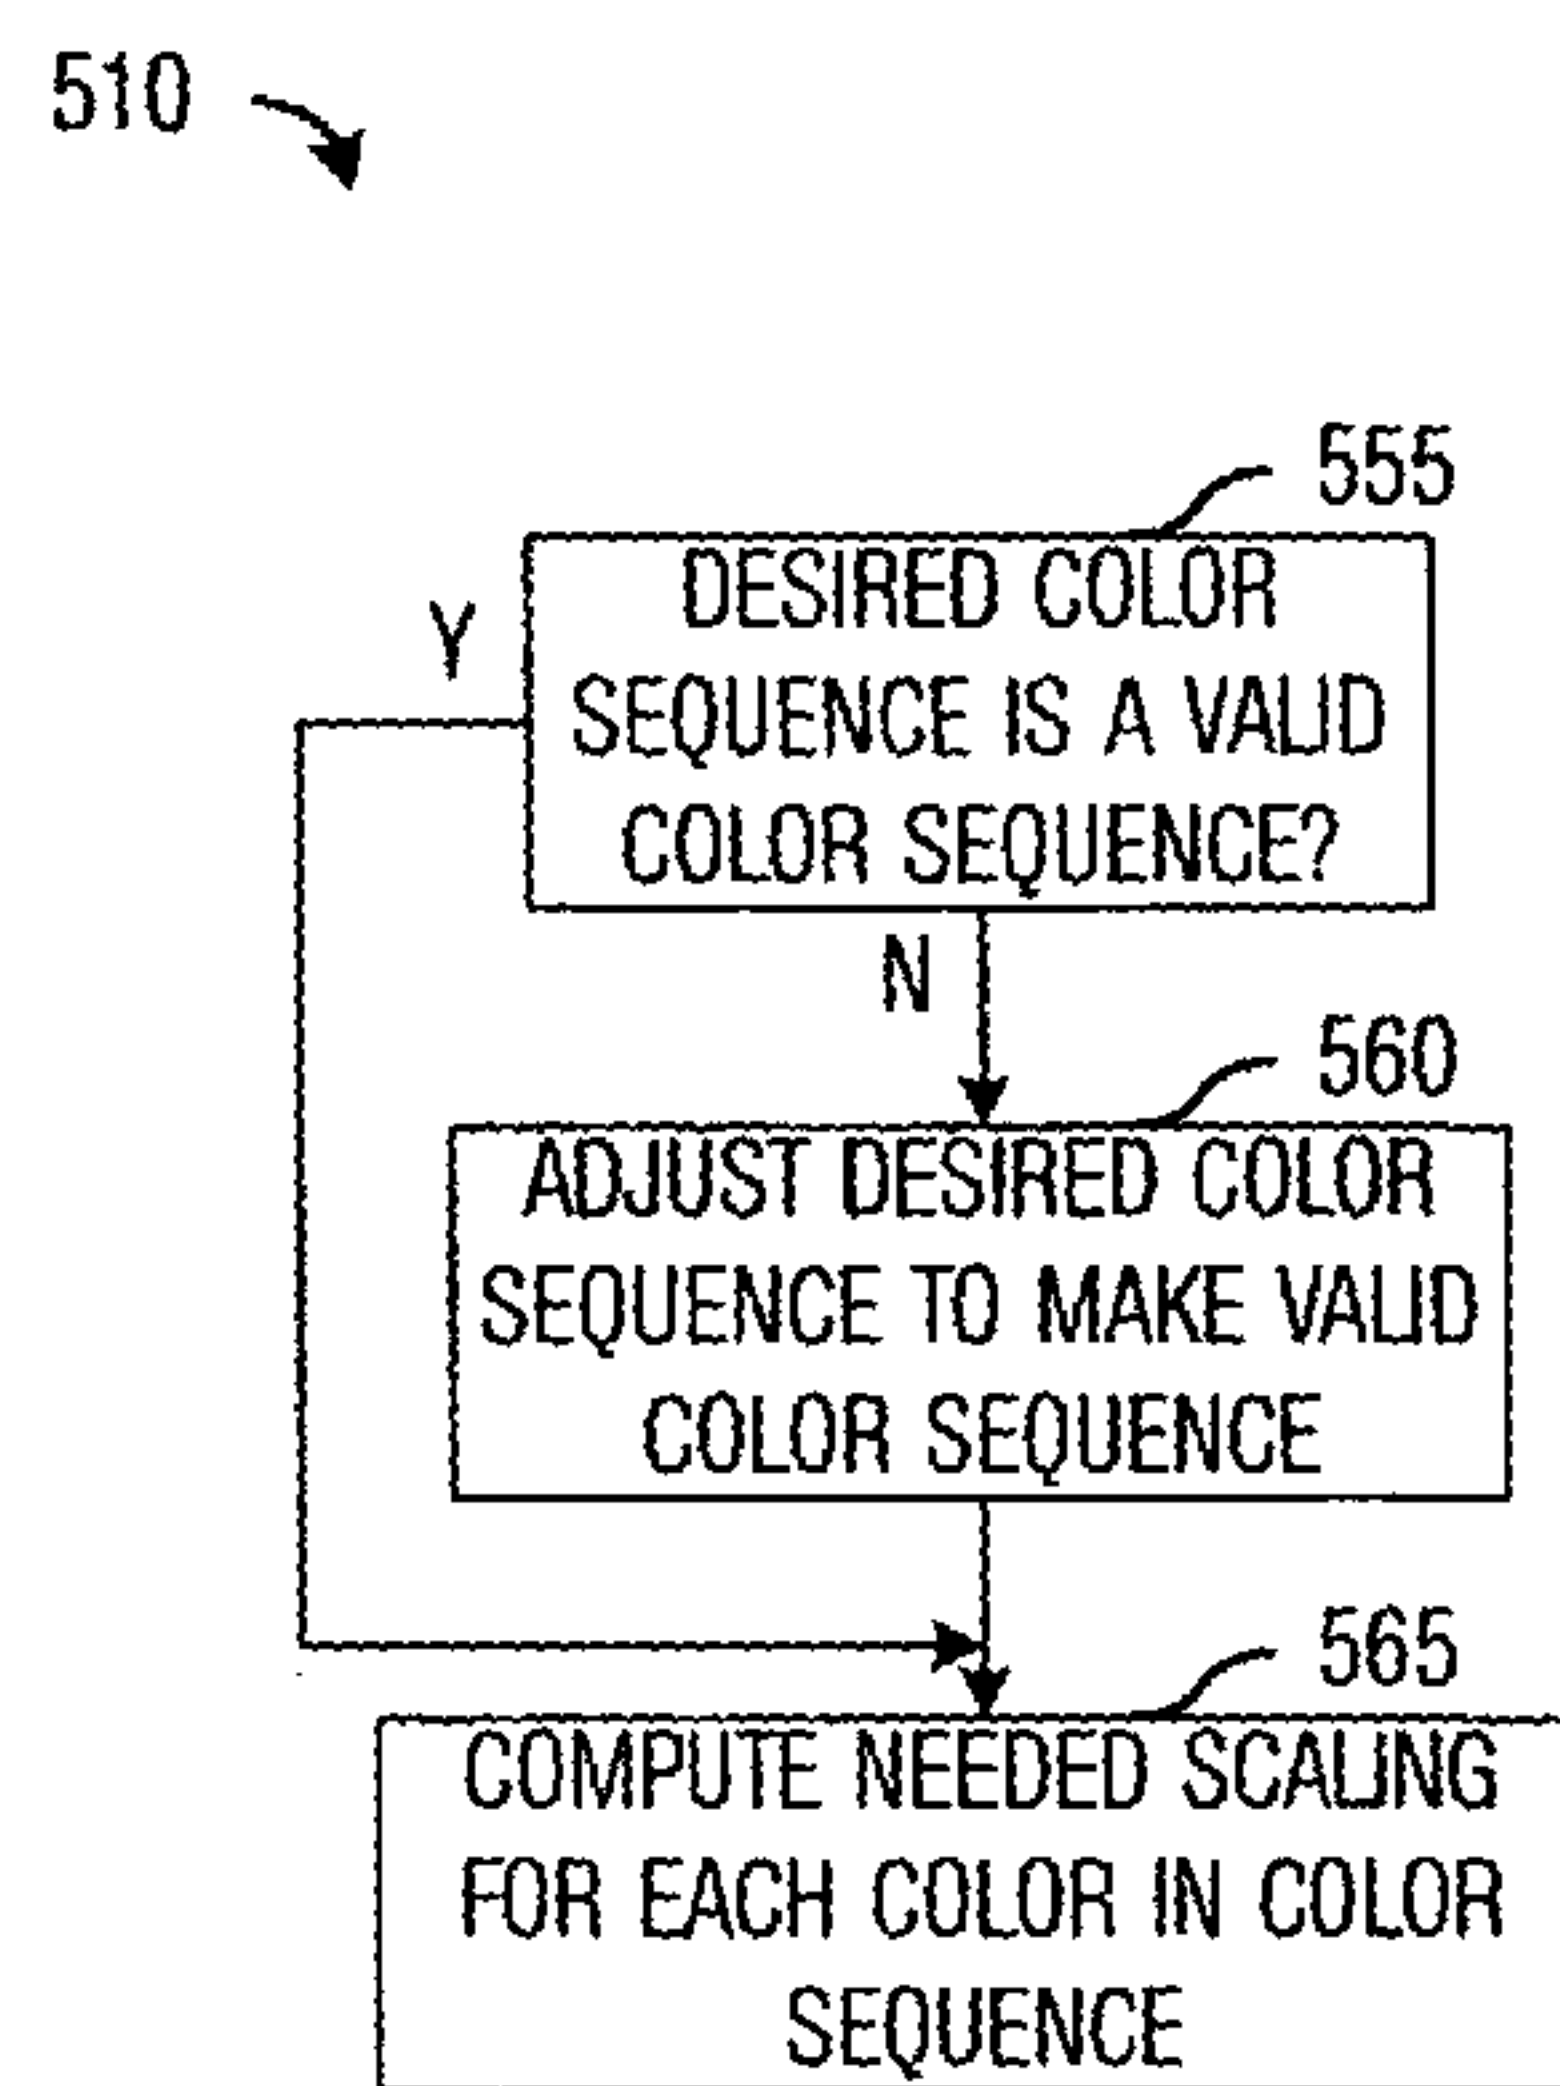 510
555
DESIRED COLOR
SEQUENCE IS A VALID
COLOR SEQUENCE?
Y
N
560
ADJUST DESIRED COLOR
SEQUENCE TO MAKE VALID
COLOR SEQUENCE
565
COMPUTE NEEDED SCALING
FOR EACH COLOR IN COLOR
SEQUENCE